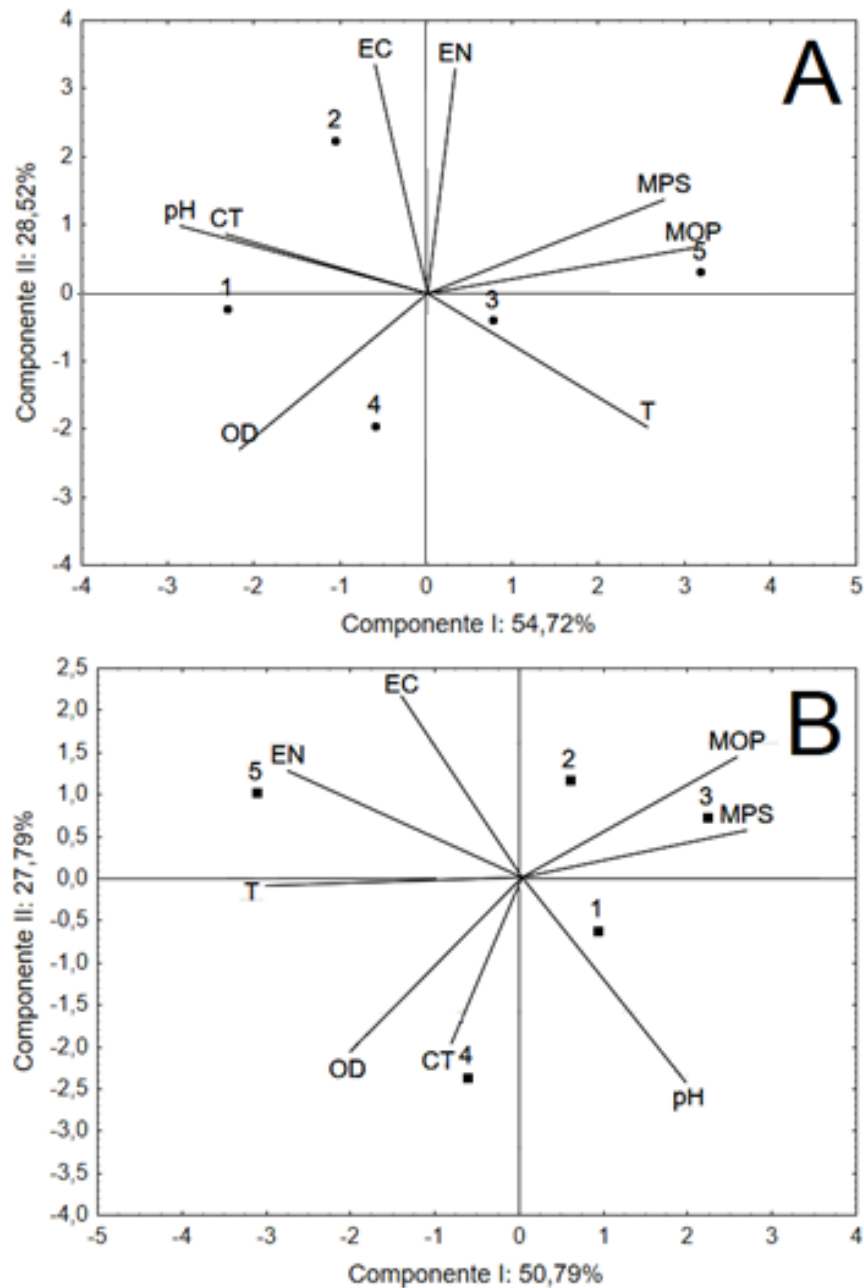 A
4
3
2
1
0
-1
-2
-3
-4
Componente II: 28,52%
EC
EN
2
MPS
pH
CT
MOP
5
1
3
4
OD
T
-4 -3 -2 -1 0 1 2 3 4 5
Componente I: 54,72%
B
2,5
2,0
1,5
1,0
0,5
0,0
-0,5
-1,0
-1,5
-2,0
-2,5
-3,0
-3,5
-4,0
Componente II: 27,79%
EC
EN
5
2
MOP
3
MPS
T
1
OD
CT
4
pH
-5 -4 -3 -2 -1 0 1 2 3 4
Componente I: 50,79%